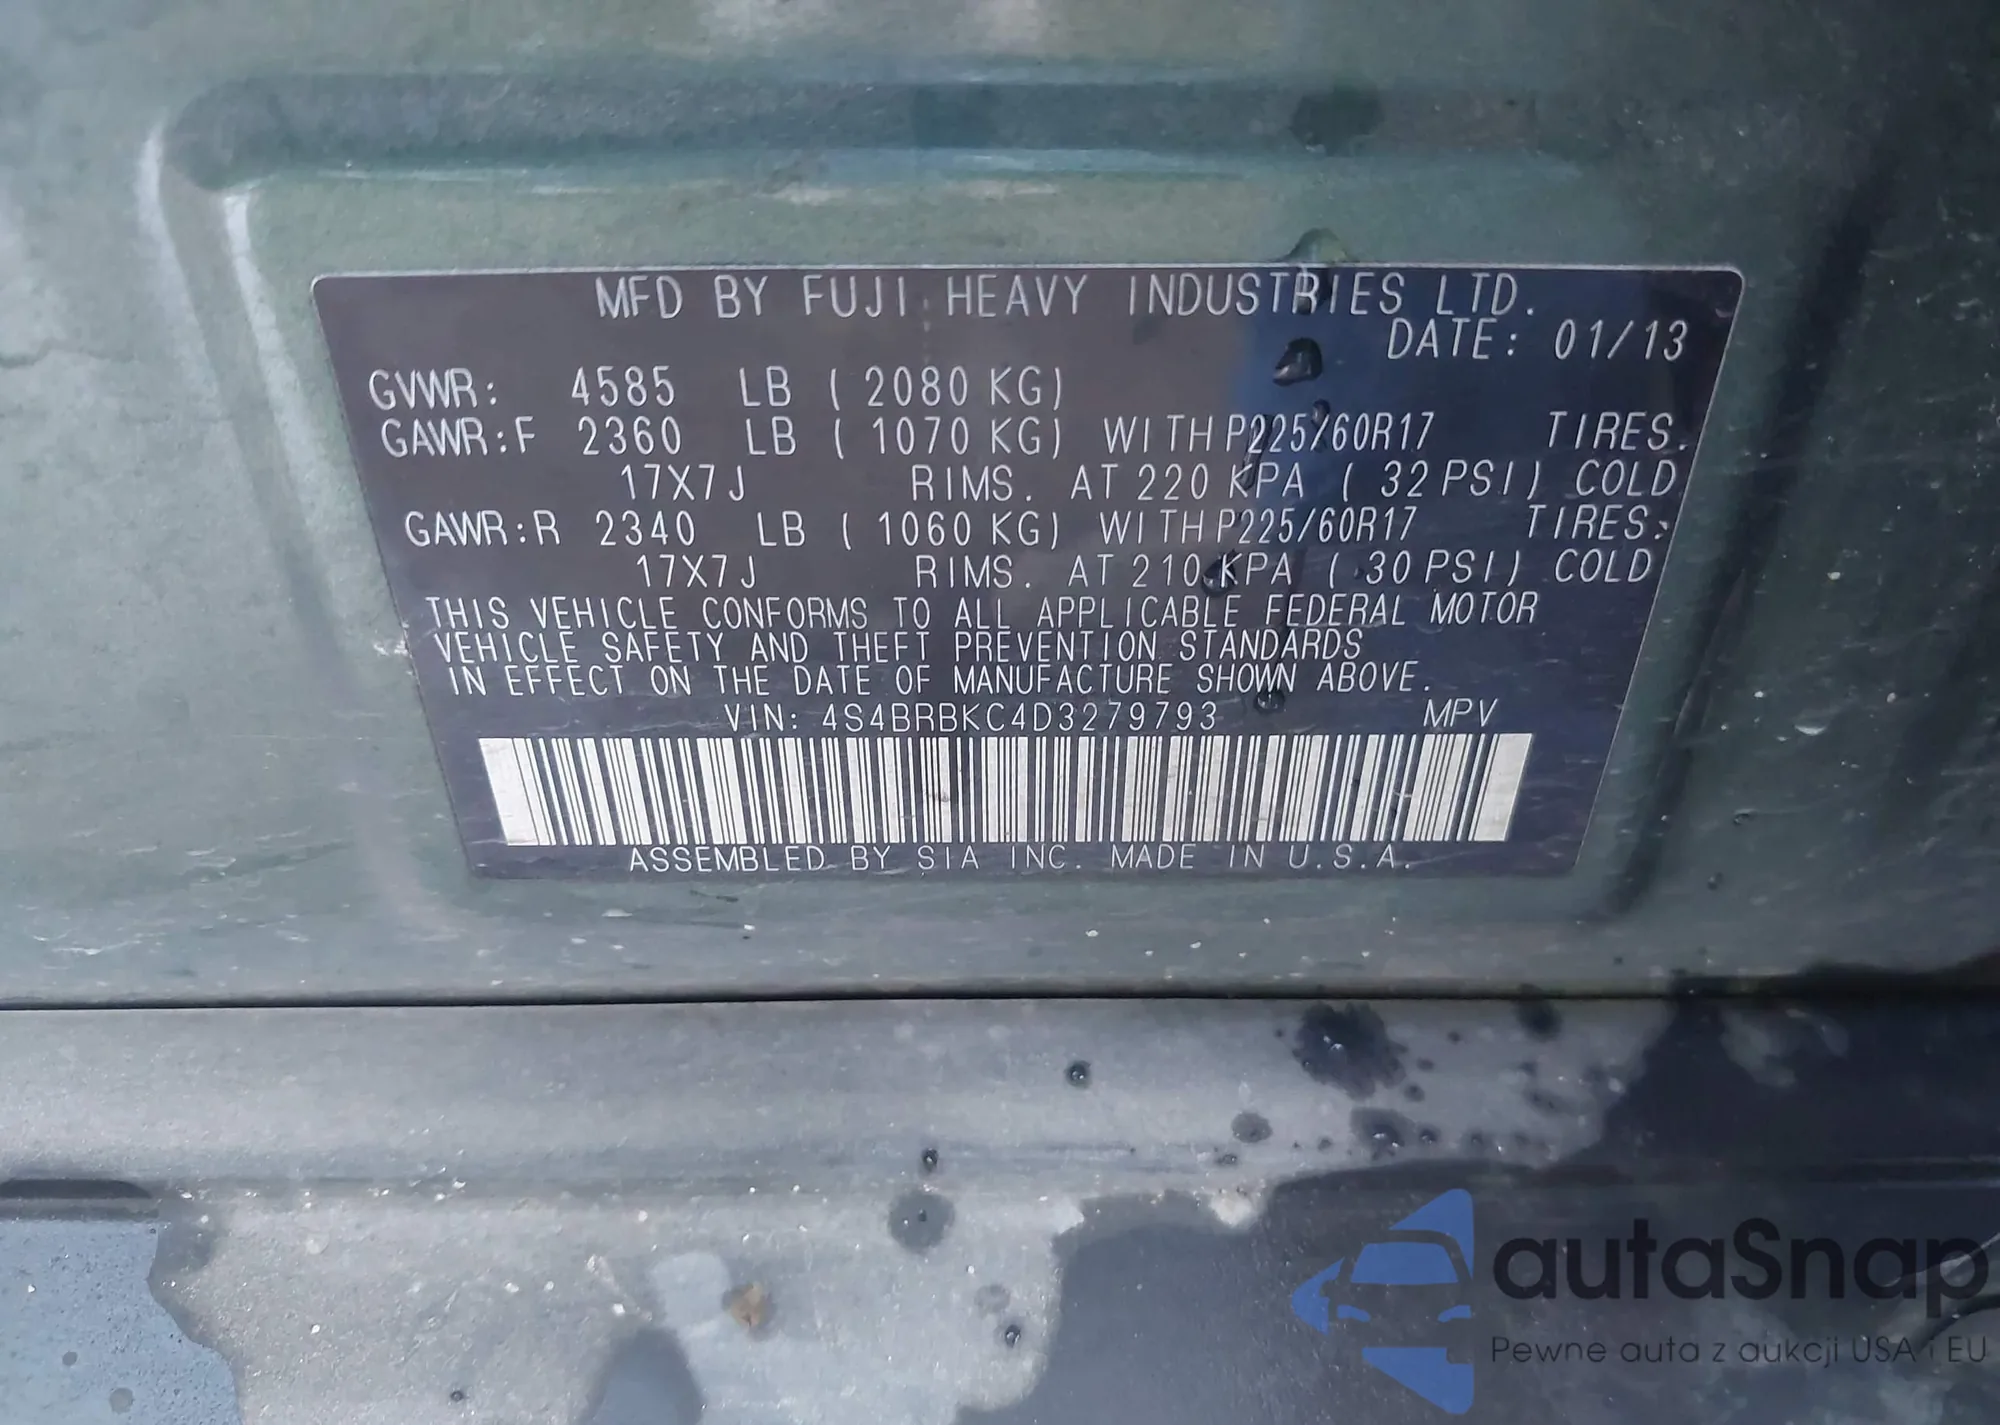 MFD BY FUJI HEAVY INDUSTRIES LTD.
DATE: 01/13
GVWR: 4585 LB ( 2080 KG)
GAWR:F 2360 LB ( 1070 KG) WITH P225/60R17 TIRES.
17X7J RIMS. AT 220 KPA ( 32 PSI) COLD
GAWR:R 2340 LB ( 1060 KG) WITH P225/60R17 TIRES.
17X7J RIMS. AT 210 KPA ( 30 PSI) COLD
THIS VEHICLE CONFORMS TO ALL APPLICABLE FEDERAL MOTOR
VEHICLE SAFETY AND THEFT PREVENTION STANDARDS
IN EFFECT ON THE DATE OF MANUFACTURE SHOWN ABOVE.
VIN: 4S4BRBKC4D3279793 MPV
ASSEMBLED BY SIA INC. MADE IN U.S.A.
autaSnap
Pewne auta z aukcji USA i EU